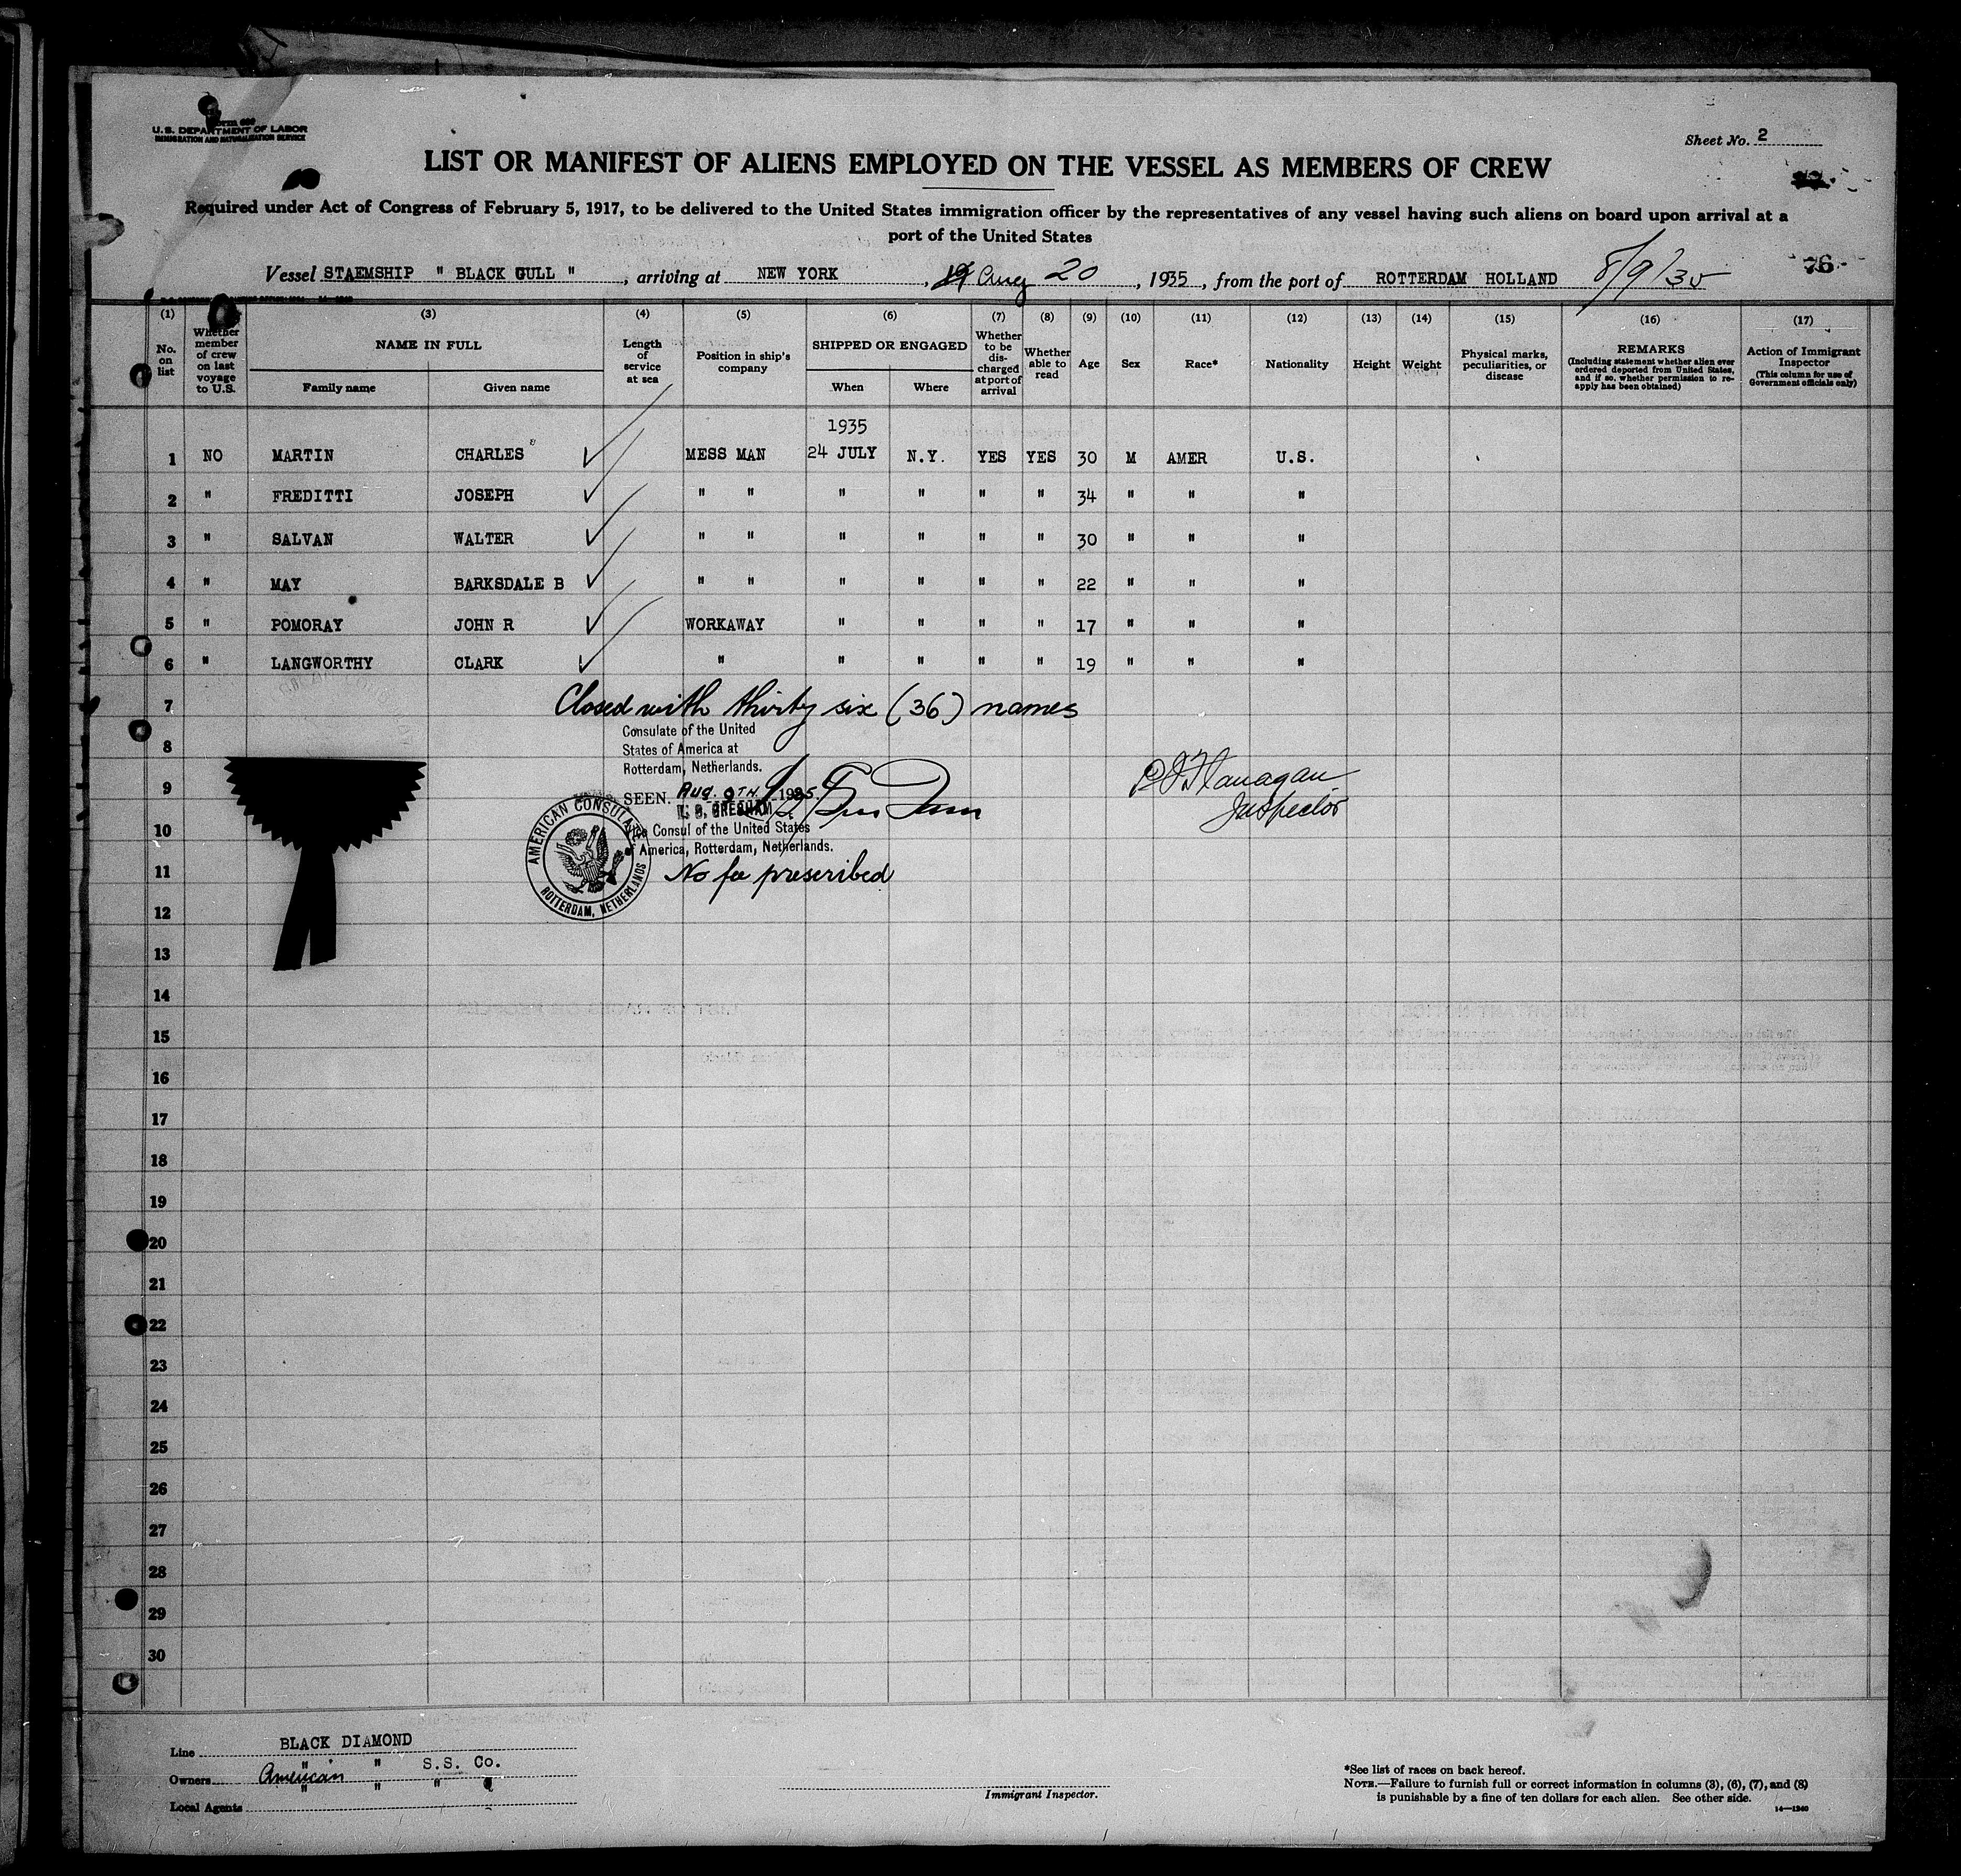 Form 680
U.S. DEPARTMENT OF LABOR
IMMIGRATION AND NATURALIZATION SERVICE
Sheet No. 2
LIST OR MANIFEST OF ALIENS EMPLOYED ON THE VESSEL AS MEMBERS OF CREW
Required under Act of Congress of February 5, 1917, to be delivered to the United States immigration officer by the representatives of any vessel having such aliens on board upon arrival at a
port of the United States
Vessel STAEMSHIP " BLACK GULL ", arriving at NEW YORK, Aug 20, 1935, from the port of ROTTERDAM HOLLAND 8/9/35
76
(1) (2) (3) (4) (5) (6) (7) (8) (9) (10) (11) (12) (13) (14) (15) (16) (17)
No. on list
Whether member of crew on last voyage to U.S.
NAME IN FULL
Family name Given name
Length of service at sea
Position in ship's company
SHIPPED OR ENGAGED
When Where
Whether to be discharged at port of arrival
Whether able to read
Age
Sex
Race*
Nationality
Height
Weight
Physical marks, peculiarities, or disease
REMARKS
(Including statement whether alien ever ordered deported from United States, and if so, whether permission to reapply has been obtained)
Action of Immigrant Inspector
(This column for use of Government officials only)
1935
1 NO MARTIN CHARLES MESS MAN 24 JULY N.Y. YES YES 30 M AMER U.S.
2 " FREDITTI JOSEPH " " " " " " 34 " " "
3 " SALVAN WALTER " " " " " " 30 " " "
4 " MAY BARKSDALE B " " " " " " 22 " " "
5 " POMORAY JOHN R WORKAWAY " " " " 17 " " "
6 " LANGWORTHY CLARK " " " " " 19 " " "
7
Closed with thirty six (36) names
Consulate of the United
8
States of America at
Rotterdam, Netherlands.
R J Flanagan
9
SEEN. Aug. 9TH 1935.
Inspector
10
Vice Consul of the United States
of America, Rotterdam, Netherlands.
AMERICAN CONSULATE
ROTTERDAM, NETHERLANDS
11
No fee prescribed
12
13
14
15
16
17
18
19
20
21
22
23
24
25
26
27
28
29
30
Line BLACK DIAMOND
Owners American " " S.S. Co.
Local Agents " " "
Immigrant Inspector.
*See list of races on back hereof.
NOTE.—Failure to furnish full or correct information in columns (3), (6), (7), and (8)
is punishable by a fine of ten dollars for each alien. See other side.
14—1240